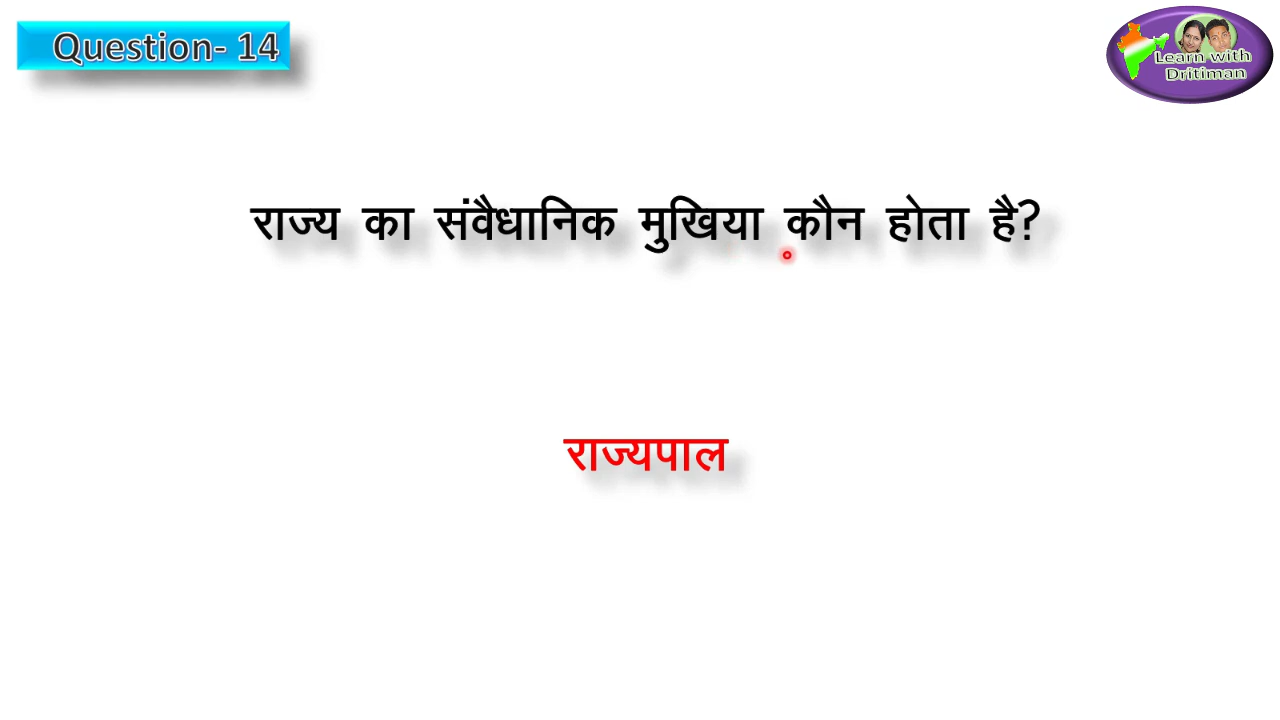 Question- 14
Learn with
Dritiman
राज्य का संवैधानिक मुखिया कौन होता है?
राज्यपाल